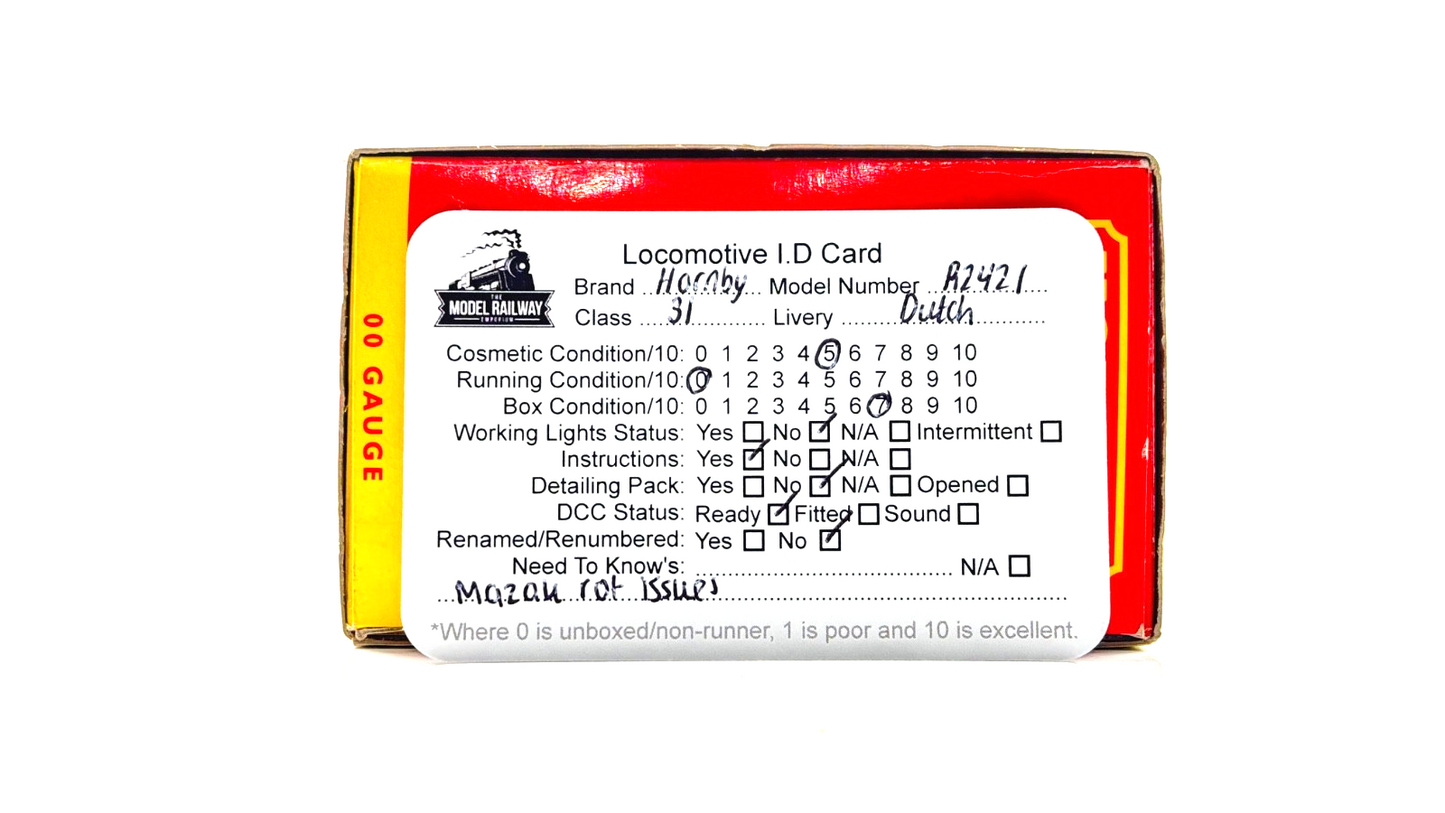 00 GAUGE
THE
MODEL RAILWAY
EMPORIUM
Locomotive I.D Card
Brand ...Hornby... Model Number ...R2421...
Class ...31... Livery ...Dutch...
Cosmetic Condition/10: 0 1 2 3 4 5 6 7 8 9 10
Running Condition/10: 0 1 2 3 4 5 6 7 8 9 10
Box Condition/10: 0 1 2 3 4 5 6 7 8 9 10
Working Lights Status: Yes ☐ No ☑ N/A ☐ Intermittent ☐
Instructions: Yes ☑ No ☐ N/A ☐
Detailing Pack: Yes ☐ No ☑ N/A ☐ Opened ☐
DCC Status: Ready ☑ Fitted ☐ Sound ☐
Renamed/Renumbered: Yes ☐ No ☑
Need To Know's: ........ N/A ☐
Mazak rot issues
*Where 0 is unboxed/non-runner, 1 is poor and 10 is excellent.